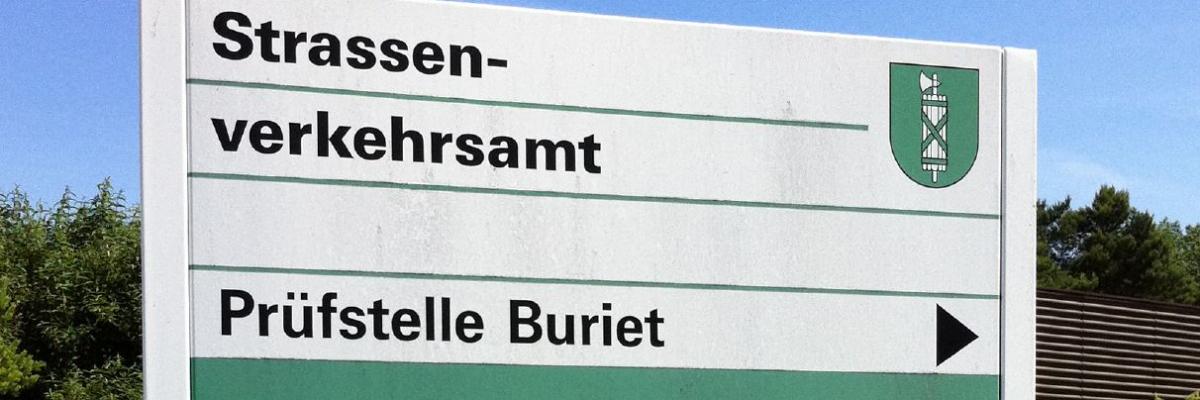 Strassen-
verkehrsamt
Prüfstelle Buriet